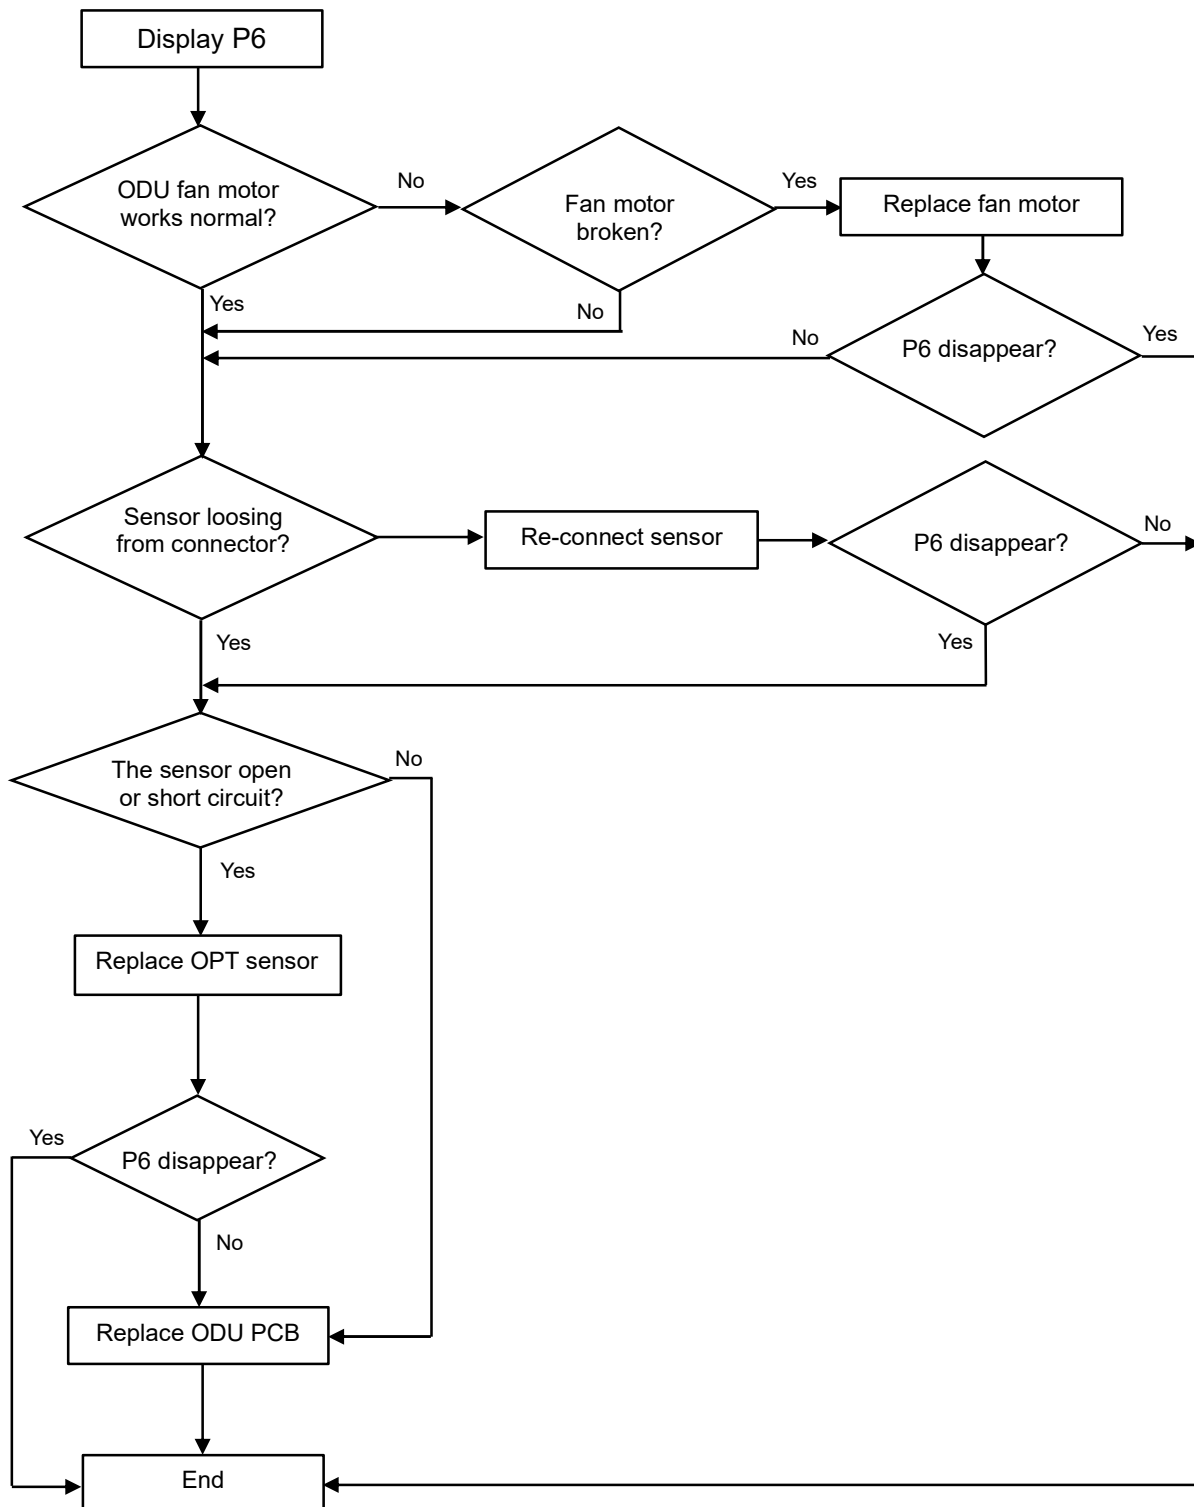 Display P6
ODU fan motor
works normal?
No
Fan motor
broken?
Yes
Replace fan motor
Yes
No
No
P6 disappear?
Yes
Sensor loosing
from connector?
Re-connect sensor
P6 disappear?
No
Yes
Yes
The sensor open
or short circuit?
No
Yes
Replace OPT sensor
Yes
P6 disappear?
No
Replace ODU PCB
End